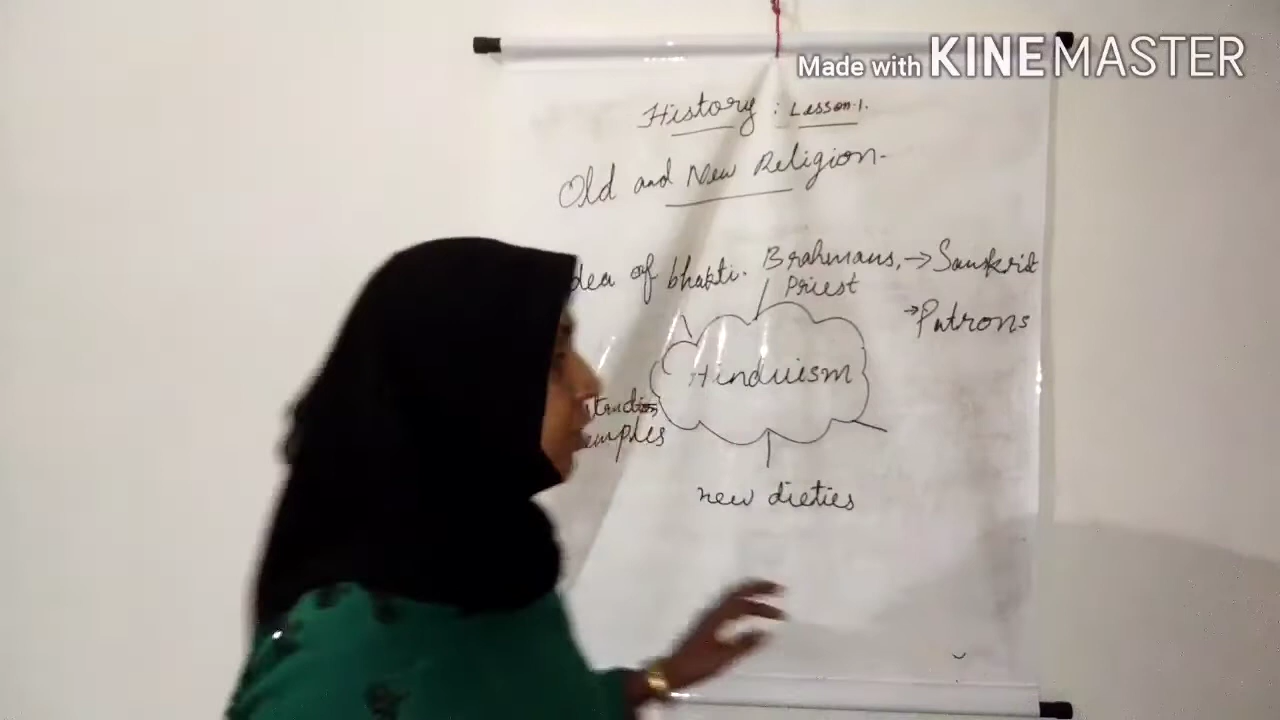 Made with KINEMASTER
History : Lesson-1.
Old and New Religion-
of bhakti.
Brahmans, → Sanskrit
Priest
→ Patrons
Hinduism
new dieties